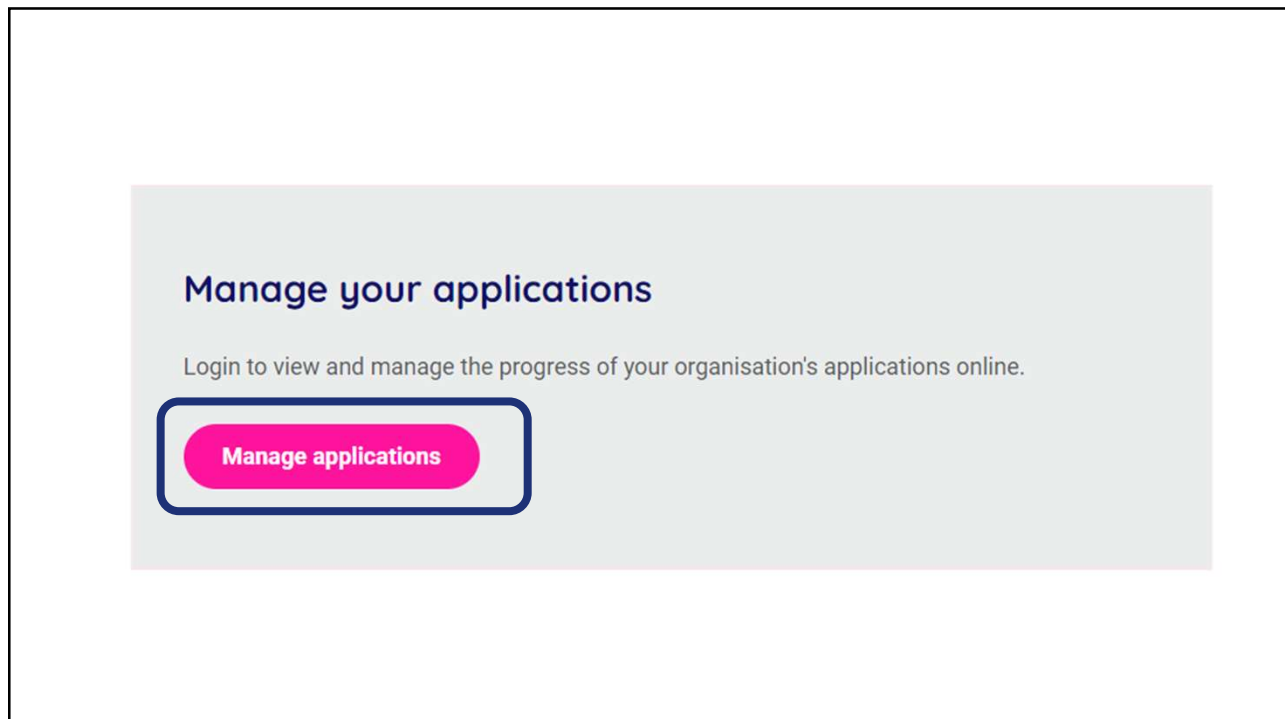 Manage your applications
Login to view and manage the progress of your organisation's applications online.
Manage applications